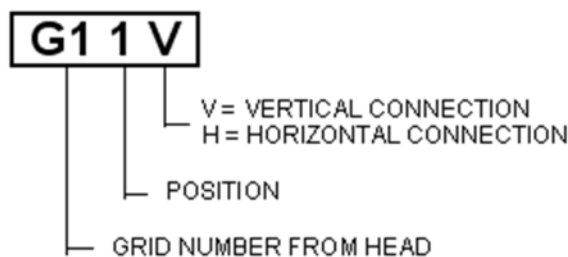 G1 1 V
V = VERTICAL CONNECTION
H = HORIZONTAL CONNECTION
POSITION
GRID NUMBER FROM HEAD